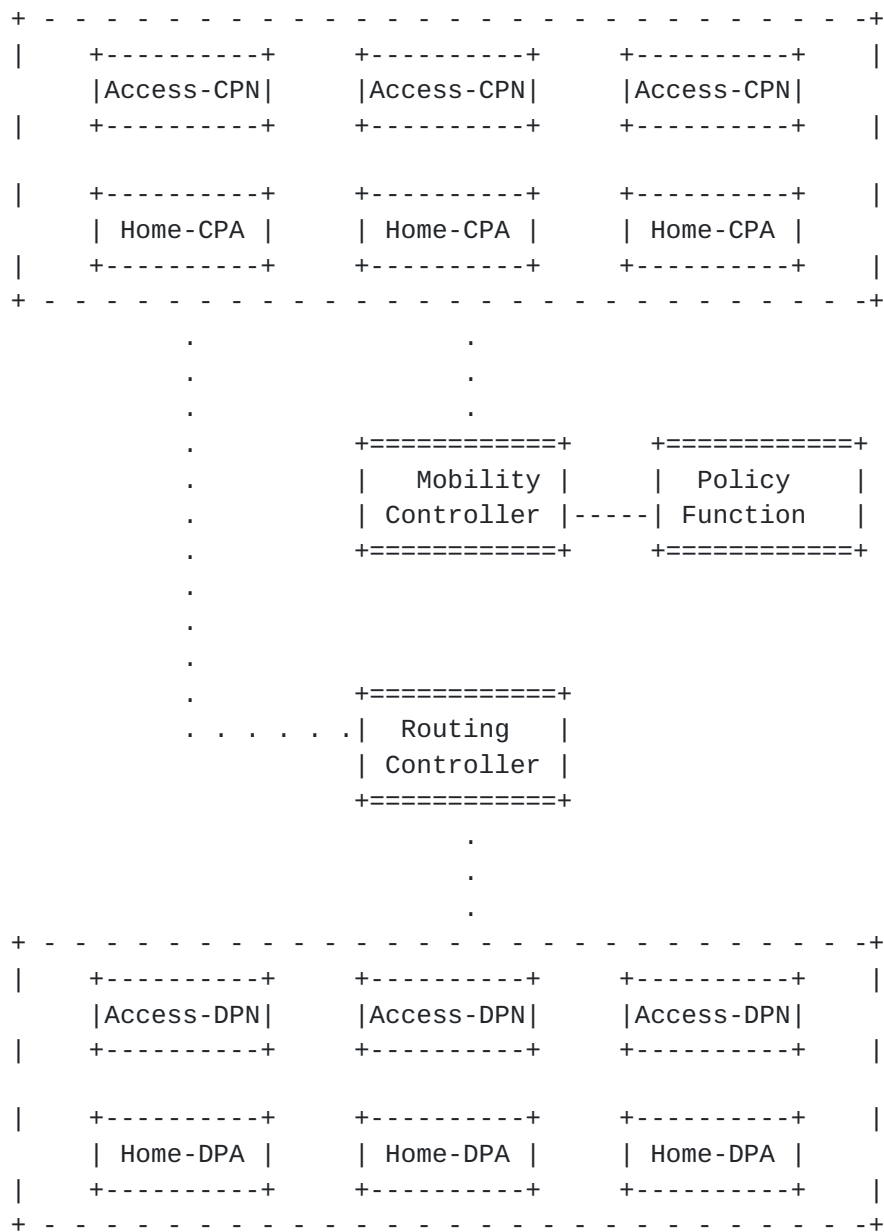 Access-CPN Access-CPN Access-CPN
Home-CPA Home-CPA Home-CPA
Mobility Policy
Controller Function
Routing
Controller
Access-DPN Access-DPN Access-DPN
Home-DPA Home-DPA Home-DPA